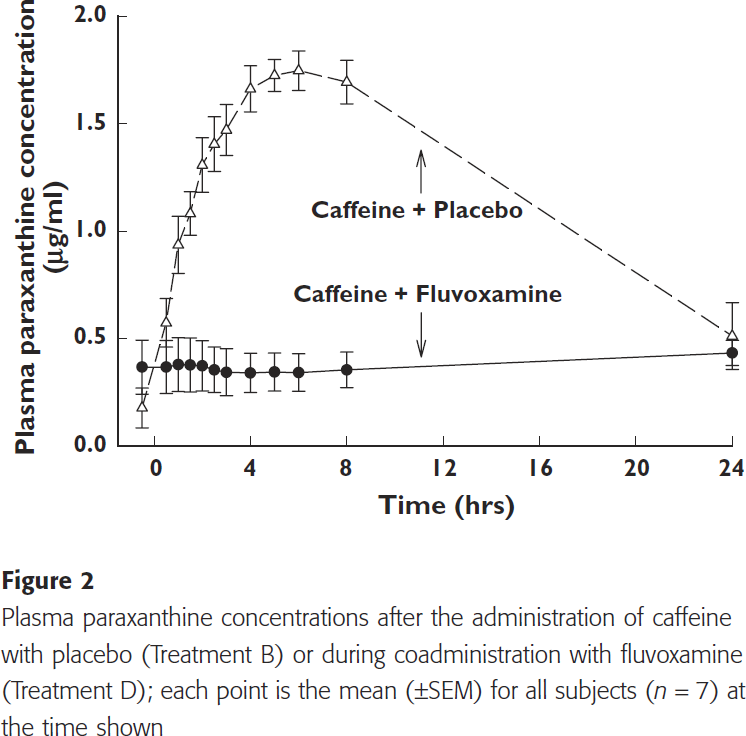 Plasma paraxanthine concentration
(μg/ml)
2.0
1.5
1.0
0.5
0.0
Caffeine + Placebo
Caffeine + Fluvoxamine
0 4 8 12 16 20 24
Time (hrs)
Figure 2
Plasma paraxanthine concentrations after the administration of caffeine
with placebo (Treatment B) or during coadministration with fluvoxamine
(Treatment D); each point is the mean (±SEM) for all subjects (n = 7) at
the time shown